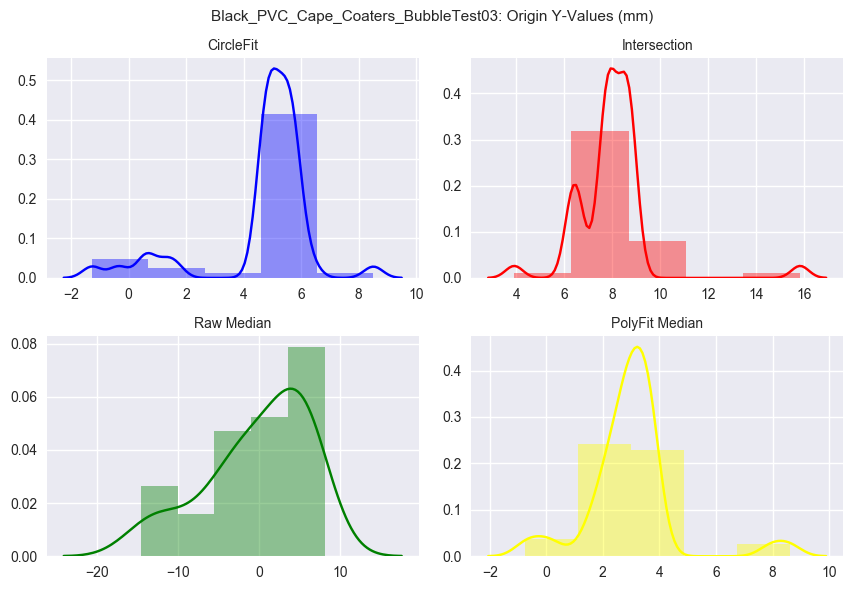 Black_PVC_Cape_Coaters_BubbleTest03: Origin Y-Values (mm)
CircleFit
0.5
0.4
0.3
0.2
0.1
0.0
−2 0 2 4 6 8 10
Intersection
0.4
0.3
0.2
0.1
0.0
4 6 8 10 12 14 16
Raw Median
0.08
0.06
0.04
0.02
0.00
−20 −10 0 10
PolyFit Median
0.4
0.3
0.2
0.1
0.0
−2 0 2 4 6 8 10